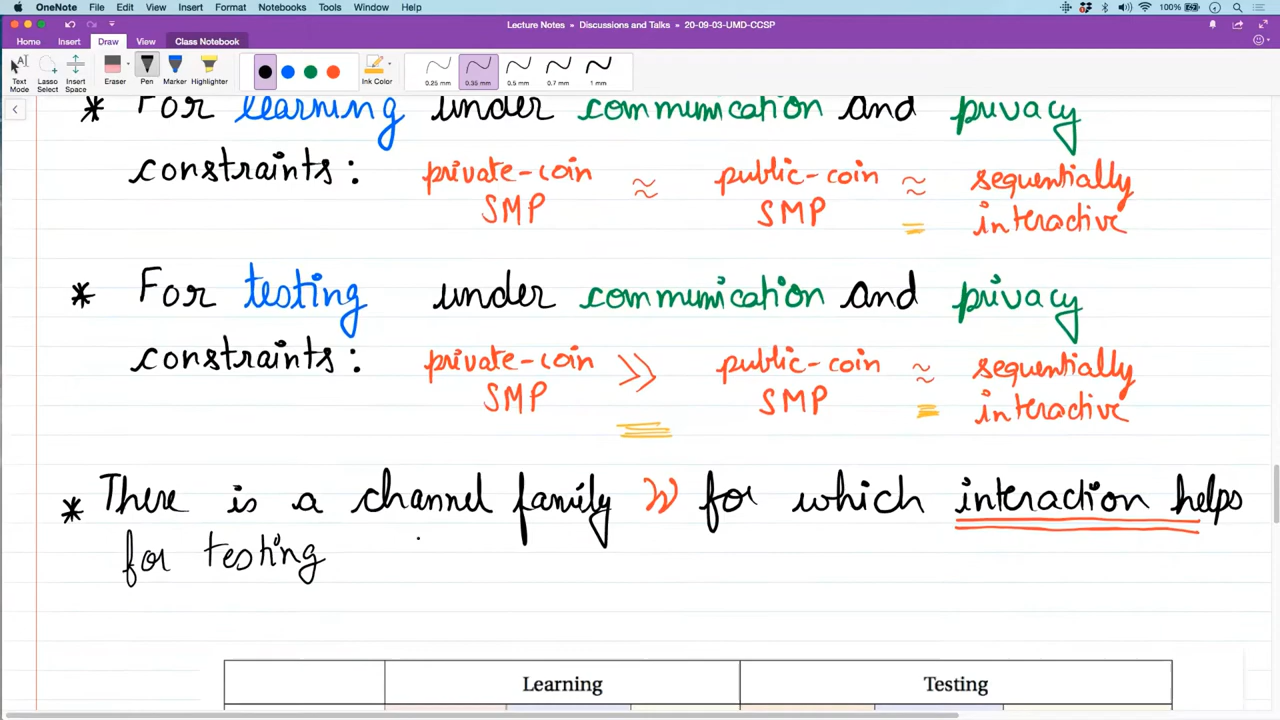 OneNote File Edit View Insert Format Notebooks Tools Window Help
100%
Lecture Notes » Discussions and Talks » 20-09-03-UMD-CCSP
Home Insert Draw View Class Notebook
Text Mode
Lasso Select
Insert Space
Eraser
Pen
Marker
Highlighter
Ink Color
0.25 mm
0.35 mm
0.5 mm
0.7 mm
1 mm
* For learning under communication and privacy
constraints: private-coin ≈ public-coin ≈ sequentially
SMP SMP interactive
* For testing under communication and privacy
constraints: private-coin >> public-coin ≈ sequentially
SMP SMP interactive
* There is a channel family W for which interaction helps
for testing
Learning Testing